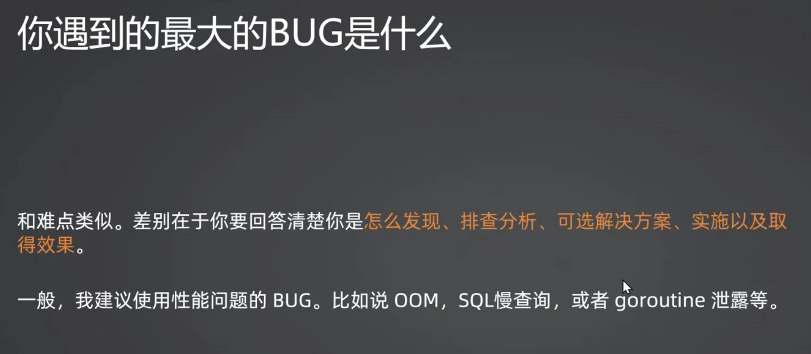 你遇到的最大的BUG是什么
和难点类似。差别在于你要回答清楚你是怎么发现、排查分析、可选解决方案、实施以及取
得效果。
一般，我建议使用性能问题的 BUG。比如说 OOM，SQL慢查询，或者 goroutine 泄露等。